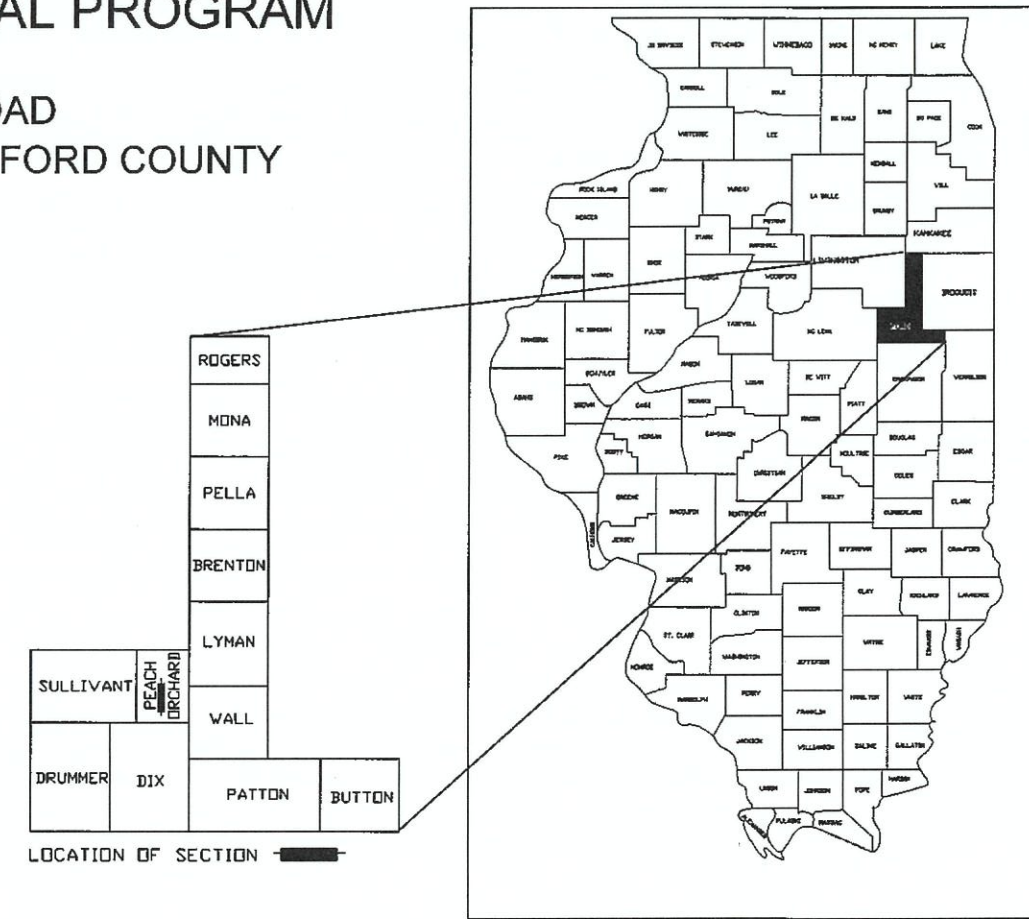 AL PROGRAM
OAD
FORD COUNTY
ROGERS
MONA
PELLA
BRENTON
LYMAN
SULLIVANT
PEACH
ORCHARD
WALL
DRUMMER
DIX
PATTON
BUTTON
LOCATION OF SECTION
STEVENSON
WINNEBAGO
MC HENRY
LAKE
CARROLL
OGLE
DE KALB
KANE
DU PAGE
COOK
WHITESIDE
LEE
KENDALL
WILL
ROCK ISLAND
HENRY
BUREAU
LA SALLE
GRUNDY
MERCER
PUTNAM
KANKAKEE
STARK
MARSHALL
LIVINGSTON
HENDERSON
WARREN
KNOX
PEORIA
WOODFORD
IROQUOIS
HANCOCK
MC DONOUGH
FULTON
TAZEWELL
MC LEAN
FORD
SCHUYLER
MASON
ADAMS
BROWN
CASS
MENARD
LOGAN
DE WITT
PIATT
CHAMPAIGN
VERMILION
PIKE
SCOTT
MORGAN
SANGAMON
MACON
MOULTRIE
DOUGLAS
EDGAR
CHRISTIAN
COLES
GREENE
MACOUPIN
MONTGOMERY
SHELBY
CUMBERLAND
CLARK
CALHOUN
JERSEY
FAYETTE
EFFINGHAM
JASPER
CRAWFORD
MADISON
BOND
CLAY
RICHLAND
LAWRENCE
CLINTON
MARION
ST. CLAIR
WAYNE
EDWARDS
WABASH
MONROE
WASHINGTON
JEFFERSON
RANDOLPH
PERRY
FRANKLIN
HAMILTON
WHITE
JACKSON
WILLIAMSON
SALINE
GALLATIN
UNION
JOHNSON
POPE
HARDIN
ALEXANDER
PULASKI
MASSAC